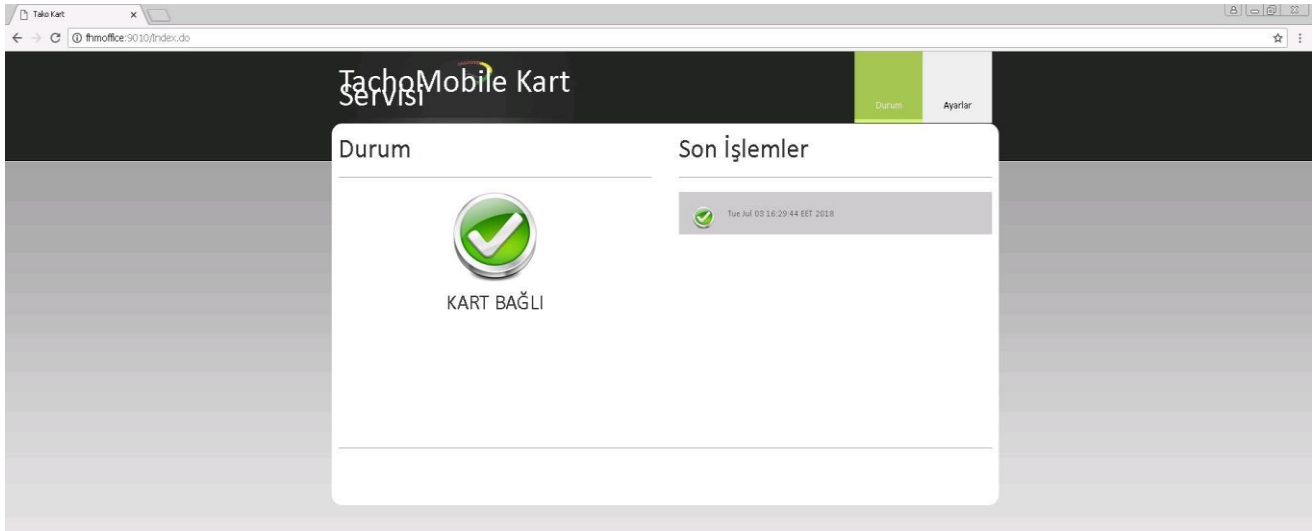 Tako Kart
fhmoffice:9010/Index.do
TachoMobile Kart
Servisi
Durum
Ayarlar
Durum
KART BAĞLI
Son İşlemler
Tue Jul 03 16:29:44 EET 2018